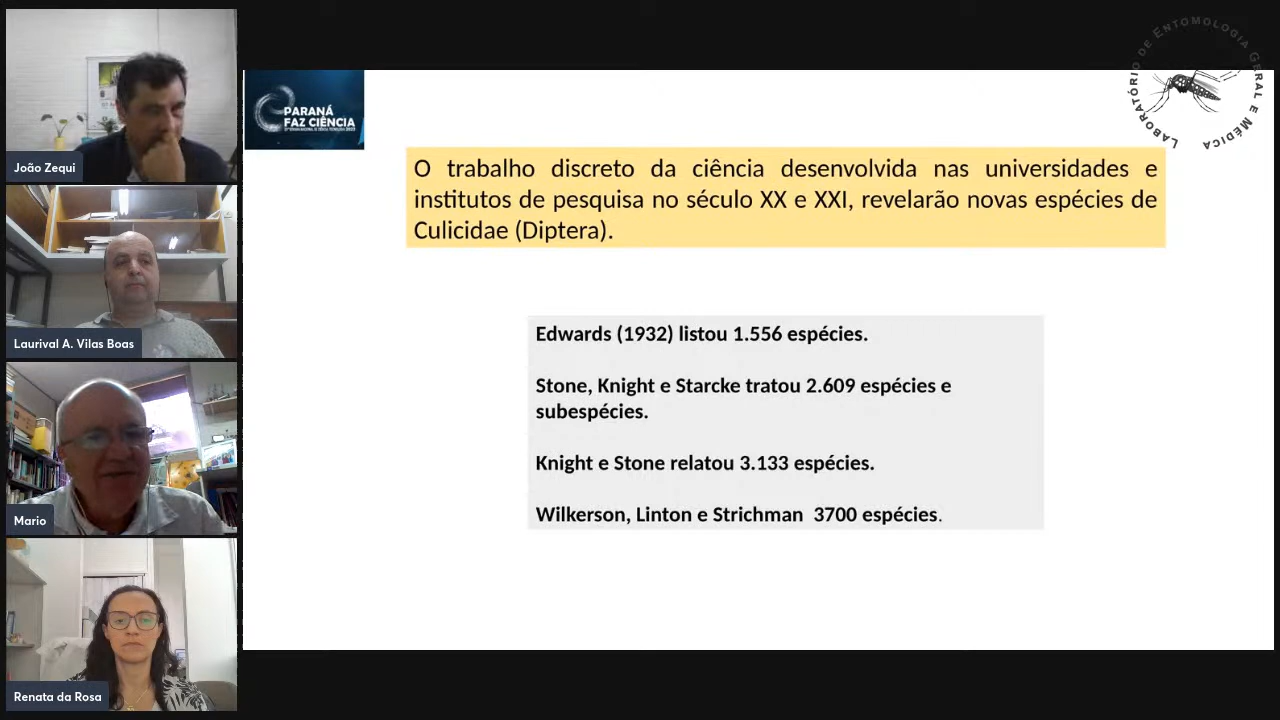 João Zequi
Laurival A. Vilas Boas
Mario
Renata da Rosa
PARANÁ
FAZ CIÊNCIA
LABORATÓRIO DE ENTOMOLOGIA GERAL E MÉDICA
O trabalho discreto da ciência desenvolvida nas universidades e
institutos de pesquisa no século XX e XXI, revelarão novas espécies de
Culicidae (Diptera).
Edwards (1932) listou 1.556 espécies.
Stone, Knight e Starcke tratou 2.609 espécies e
subespécies.
Knight e Stone relatou 3.133 espécies.
Wilkerson, Linton e Strichman  3700 espécies.